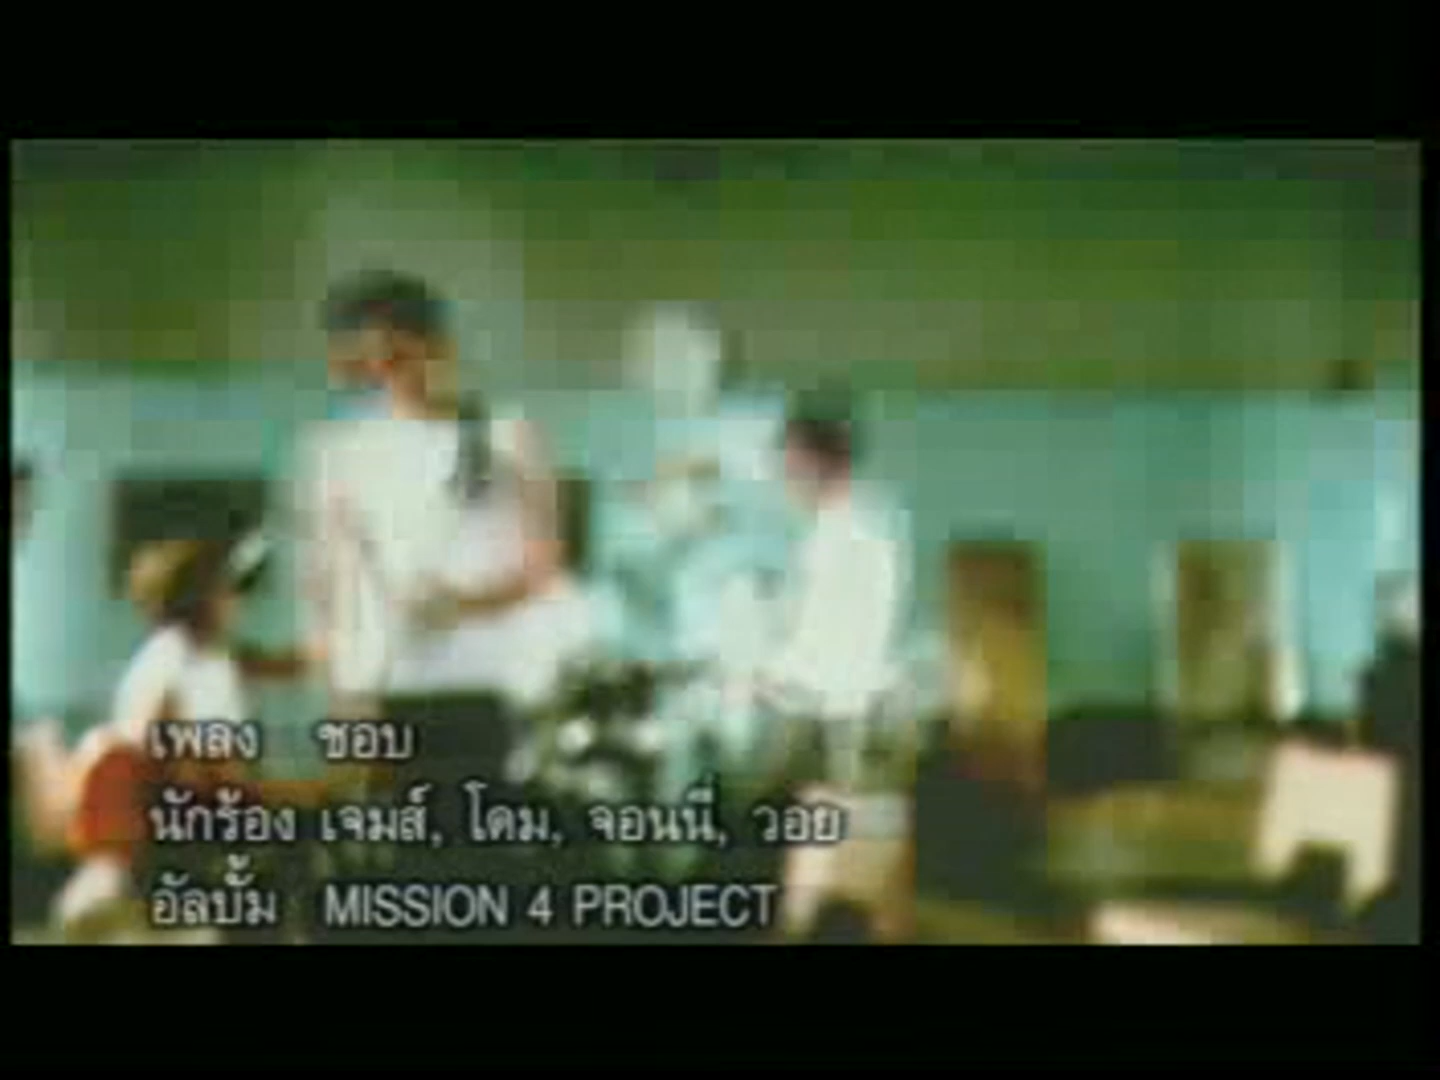 เพลง ชอบ
นักร้อง เจมส์, โดม, จอนนี่, วอย
อัลบั้ม MISSION 4 PROJECT